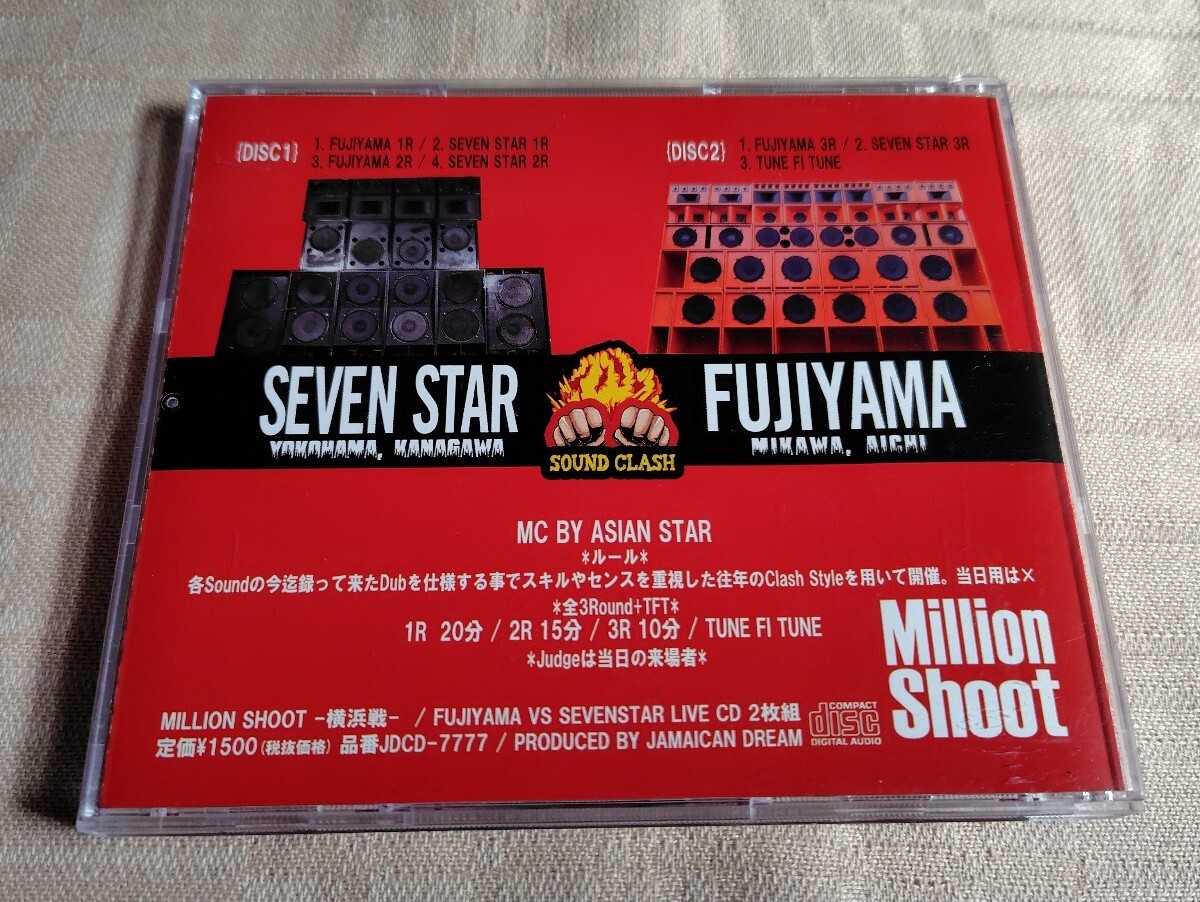 {DISC1}
1. FUJIYAMA 1R / 2. SEVEN STAR 1R
3. FUJIYAMA 2R / 4. SEVEN STAR 2R
{DISC2}
1. FUJIYAMA 3R / 2. SEVEN STAR 3R
3. TUNE FI TUNE
SEVEN STAR
YOKOHAMA, KANAGAWA
SOUND CLASH
FUJIYAMA
MIKAWA, AICHI
MC BY ASIAN STAR
*ルール*
各Soundの今迄録って来たDubを仕様する事でスキルやセンスを重視した往年のClash Styleを用いて開催。当日用は×
*全3Round+TFT*
1R 20分 / 2R 15分 / 3R 10分 / TUNE FI TUNE
*Judgeは当日の来場者*
Million
Shoot
MILLION SHOOT -横浜戦- / FUJIYAMA VS SEVENSTAR LIVE CD 2枚組
定価¥1500(税抜価格) 品番JDCD-7777 / PRODUCED BY JAMAICAN DREAM
COMPACT
disc
DIGITAL AUDIO